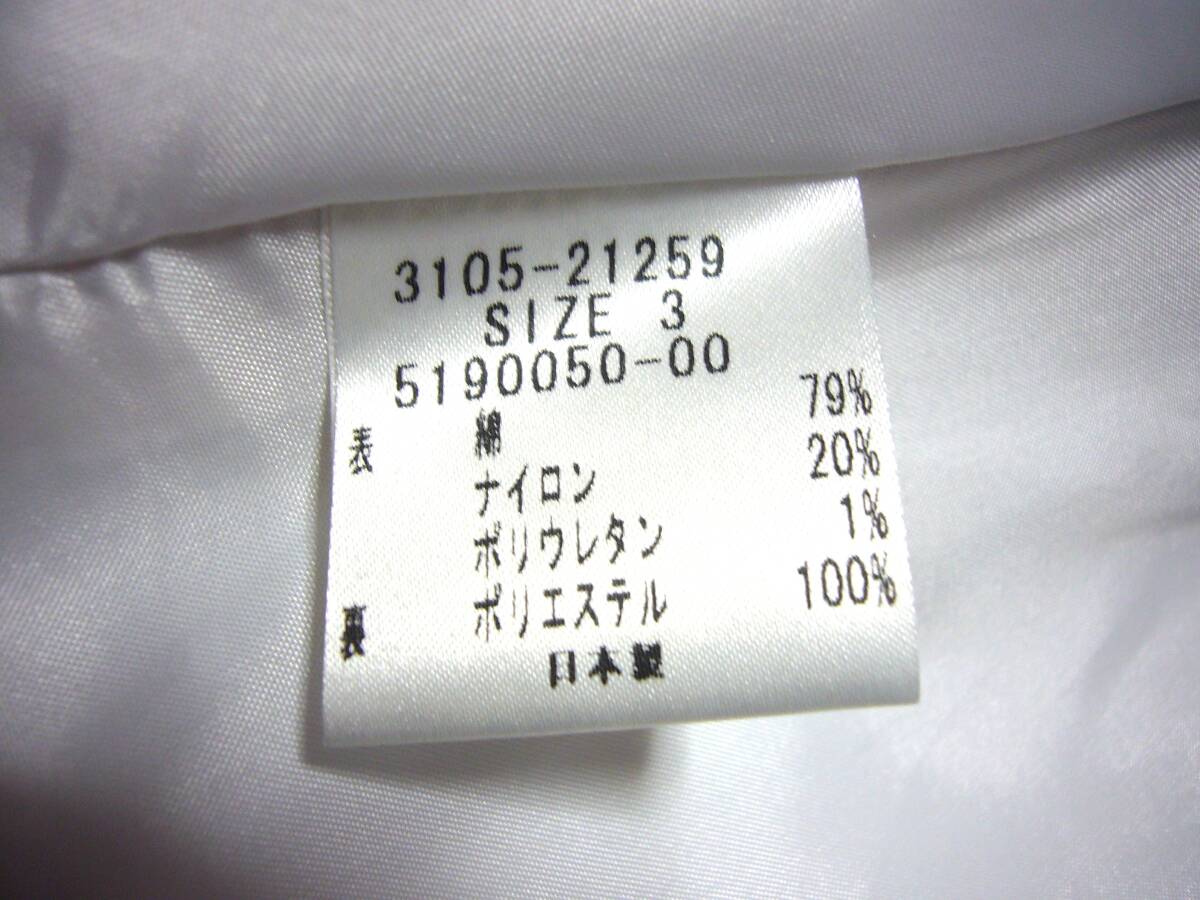 3105-21259
SIZE 3
5190050-00
表 綿 79%
ナイロン 20%
ポリウレタン 1%
裏 ポリエステル 100%
日本製